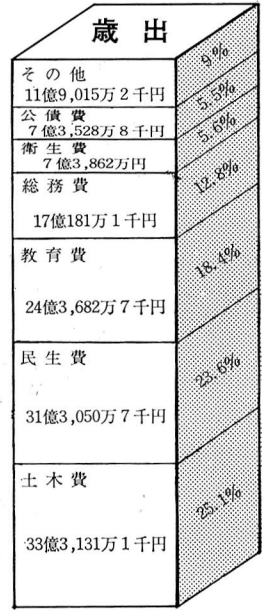 歳出
その他
11億9,015万2千円
9%
公債費
7億3,528万8千円
5.5%
衛生費
7億3,862万円
5.6%
総務費
17億181万1千円
12.8%
教育費
24億3,682万7千円
18.4%
民生費
31億3,050万7千円
23.6%
土木費
33億3,131万1千円
25.1%